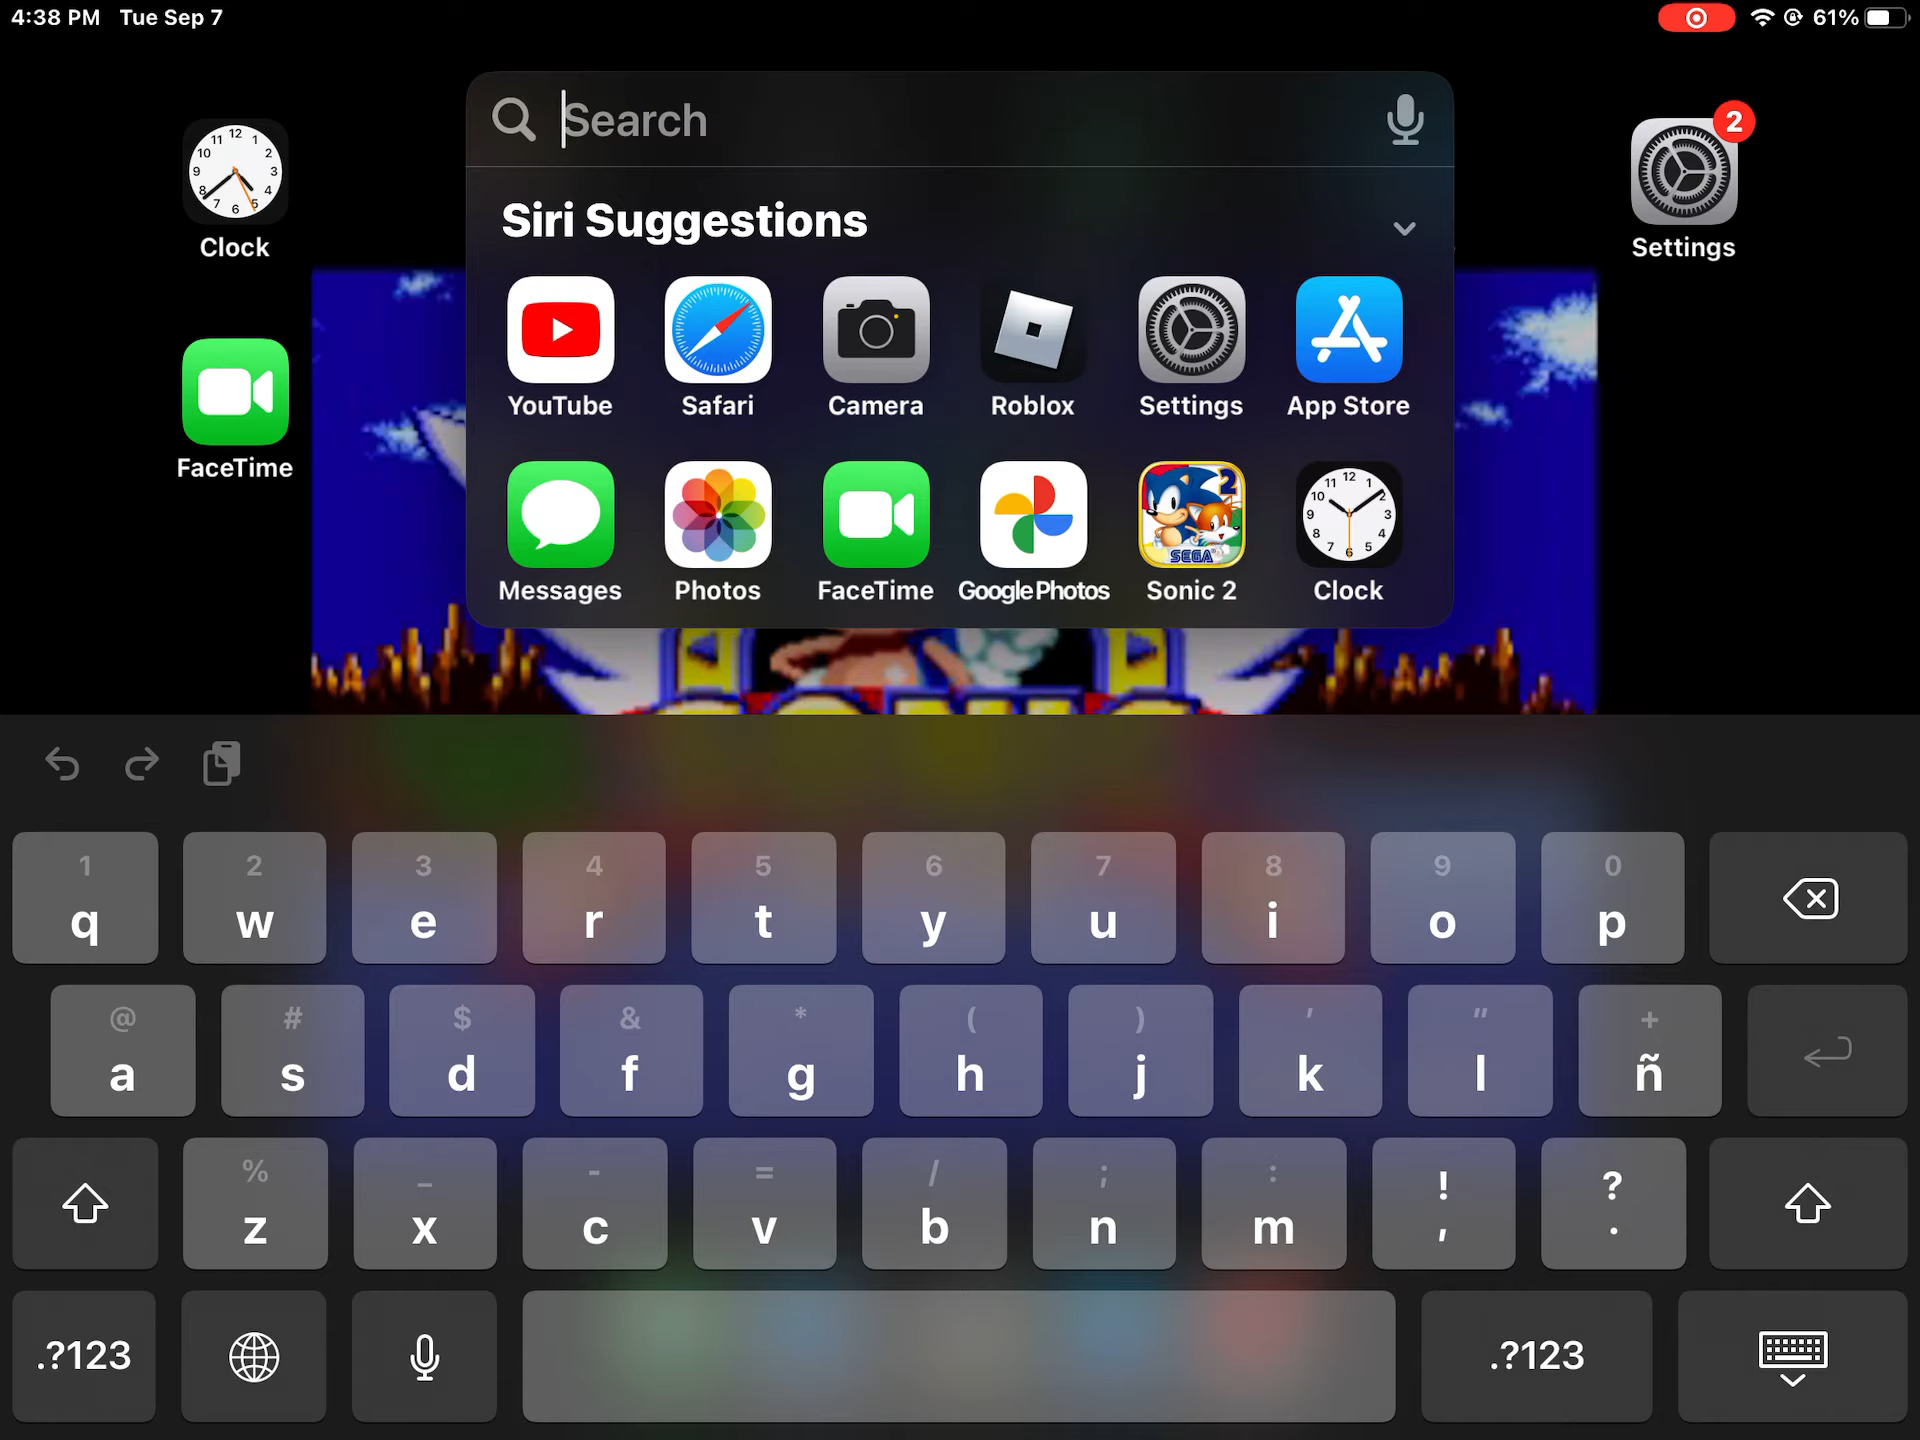 4:38 PM Tue Sep 7
61%
Search
2
Clock
Settings
Siri Suggestions
YouTube Safari Camera Roblox Settings App Store
FaceTime
2
SEGA
Messages Photos FaceTime Google Photos Sonic 2 Clock
1 2 3 4 5 6 7 8 9 0
q w e r t y u i o p
@ # $ & * ( ) ' " +
a s d f g h j k l ñ
% _ - = / ; : ! ?
z x c v b n m , .
.?123 .?123